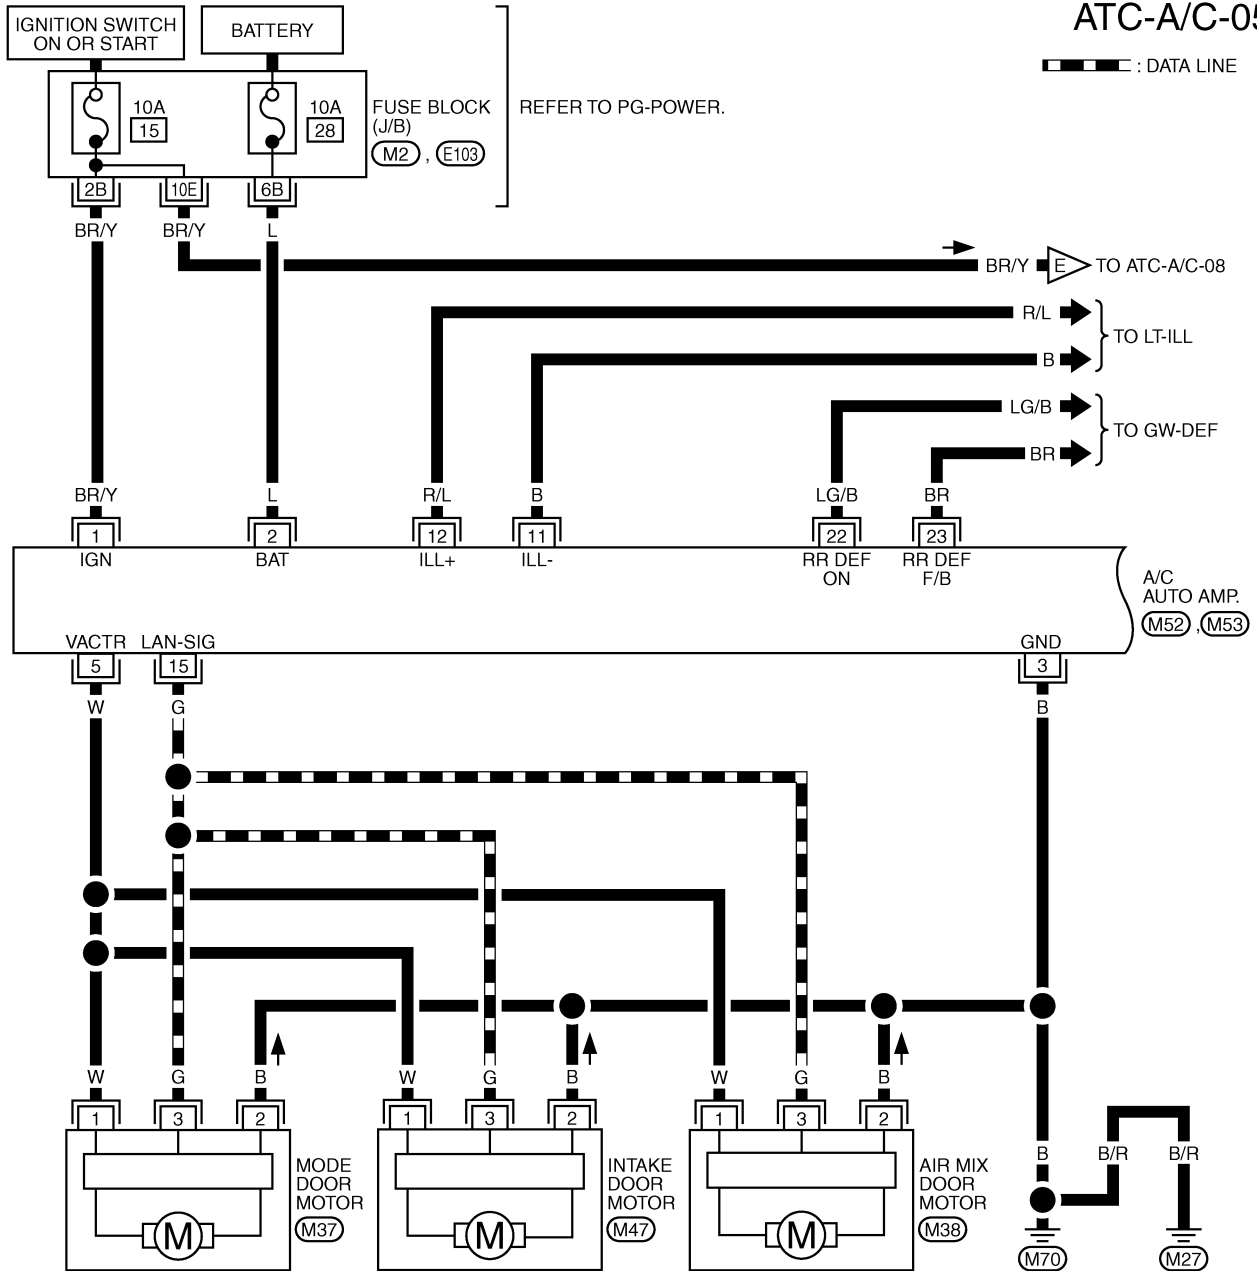 ATC-A/C-05
IGNITION SWITCH
ON OR START
BATTERY
: DATA LINE
10A
15
10A
28
FUSE BLOCK
(J/B)
M2 , E103
REFER TO PG-POWER.
2B 10E 6B
BR/Y BR/Y L
BR/Y E TO ATC-A/C-08
R/L
TO LT-ILL
B
LG/B
TO GW-DEF
BR
BR/Y L R/L B LG/B BR
1 2 12 11 22 23
IGN BAT ILL+ ILL- RR DEF RR DEF
ON F/B
A/C
AUTO AMP.
M52 , M53
VACTR LAN-SIG GND
5 15 3
W G B
W G B W G B W G B
1 3 2 1 3 2 1 3 2
B B/R B/R
MODE
DOOR
MOTOR
M37
M
INTAKE
DOOR
MOTOR
M47
M
AIR MIX
DOOR
MOTOR
M38
M
M70 M27